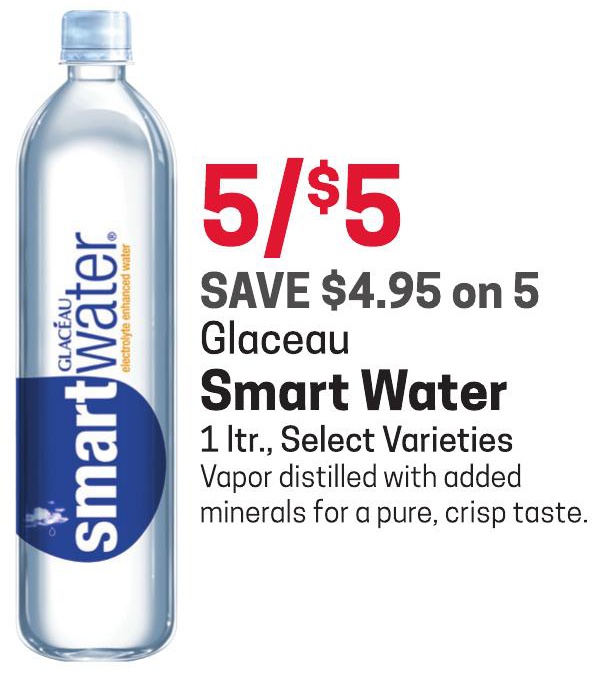 GLACÉAU
smartwater®
electrolyte enhanced water
5/$5
SAVE $4.95 on 5
Glaceau
Smart Water
1 ltr., Select Varieties
Vapor distilled with added
minerals for a pure, crisp taste.